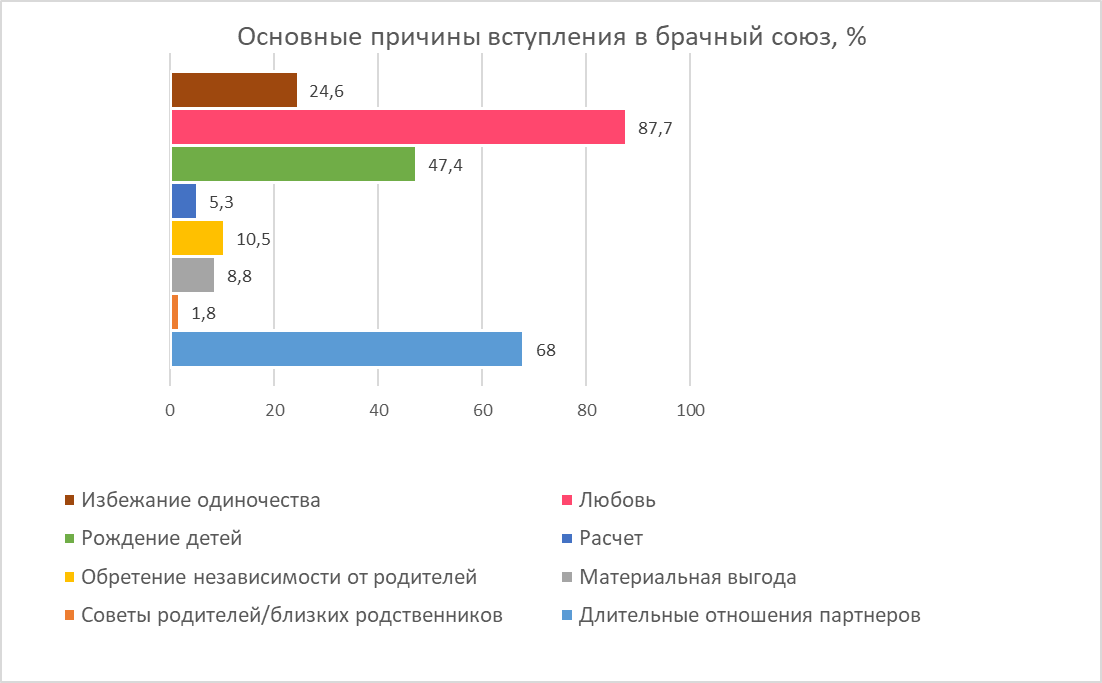 Основные причины вступления в брачный союз, %
24,6
87,7
47,4
5,3
10,5
8,8
1,8
68
0 20 40 60 80 100
Избежание одиночества Любовь
Рождение детей Расчет
Обретение независимости от родителей Материальная выгода
Советы родителей/близких родственников Длительные отношения партнеров